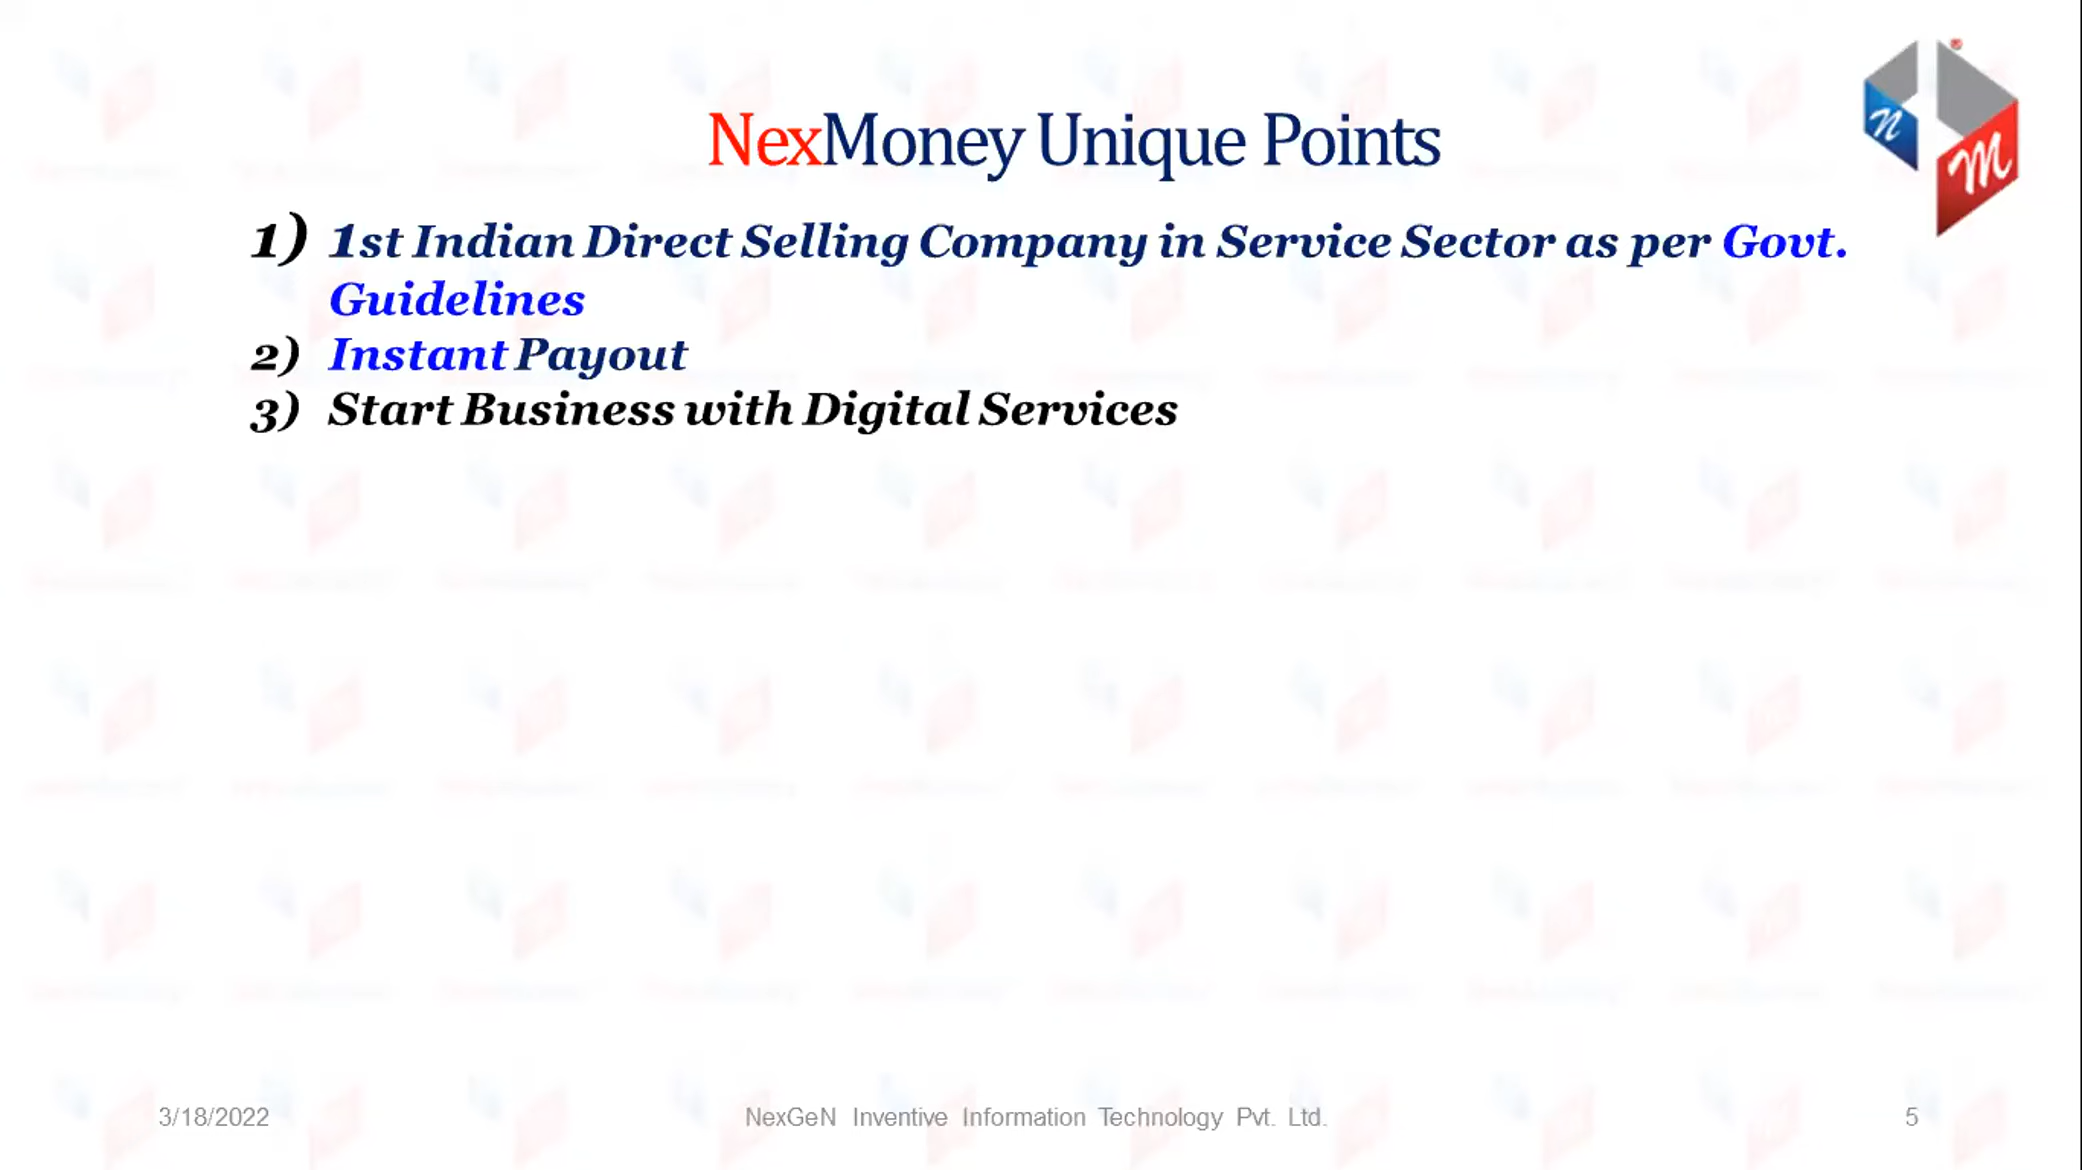 NexMoney Unique Points
n
m
1) 1st Indian Direct Selling Company in Service Sector as per Govt.
Guidelines
2) Instant Payout
3) Start Business with Digital Services
3/18/2022
NexGeN Inventive Information Technology Pvt. Ltd.
5